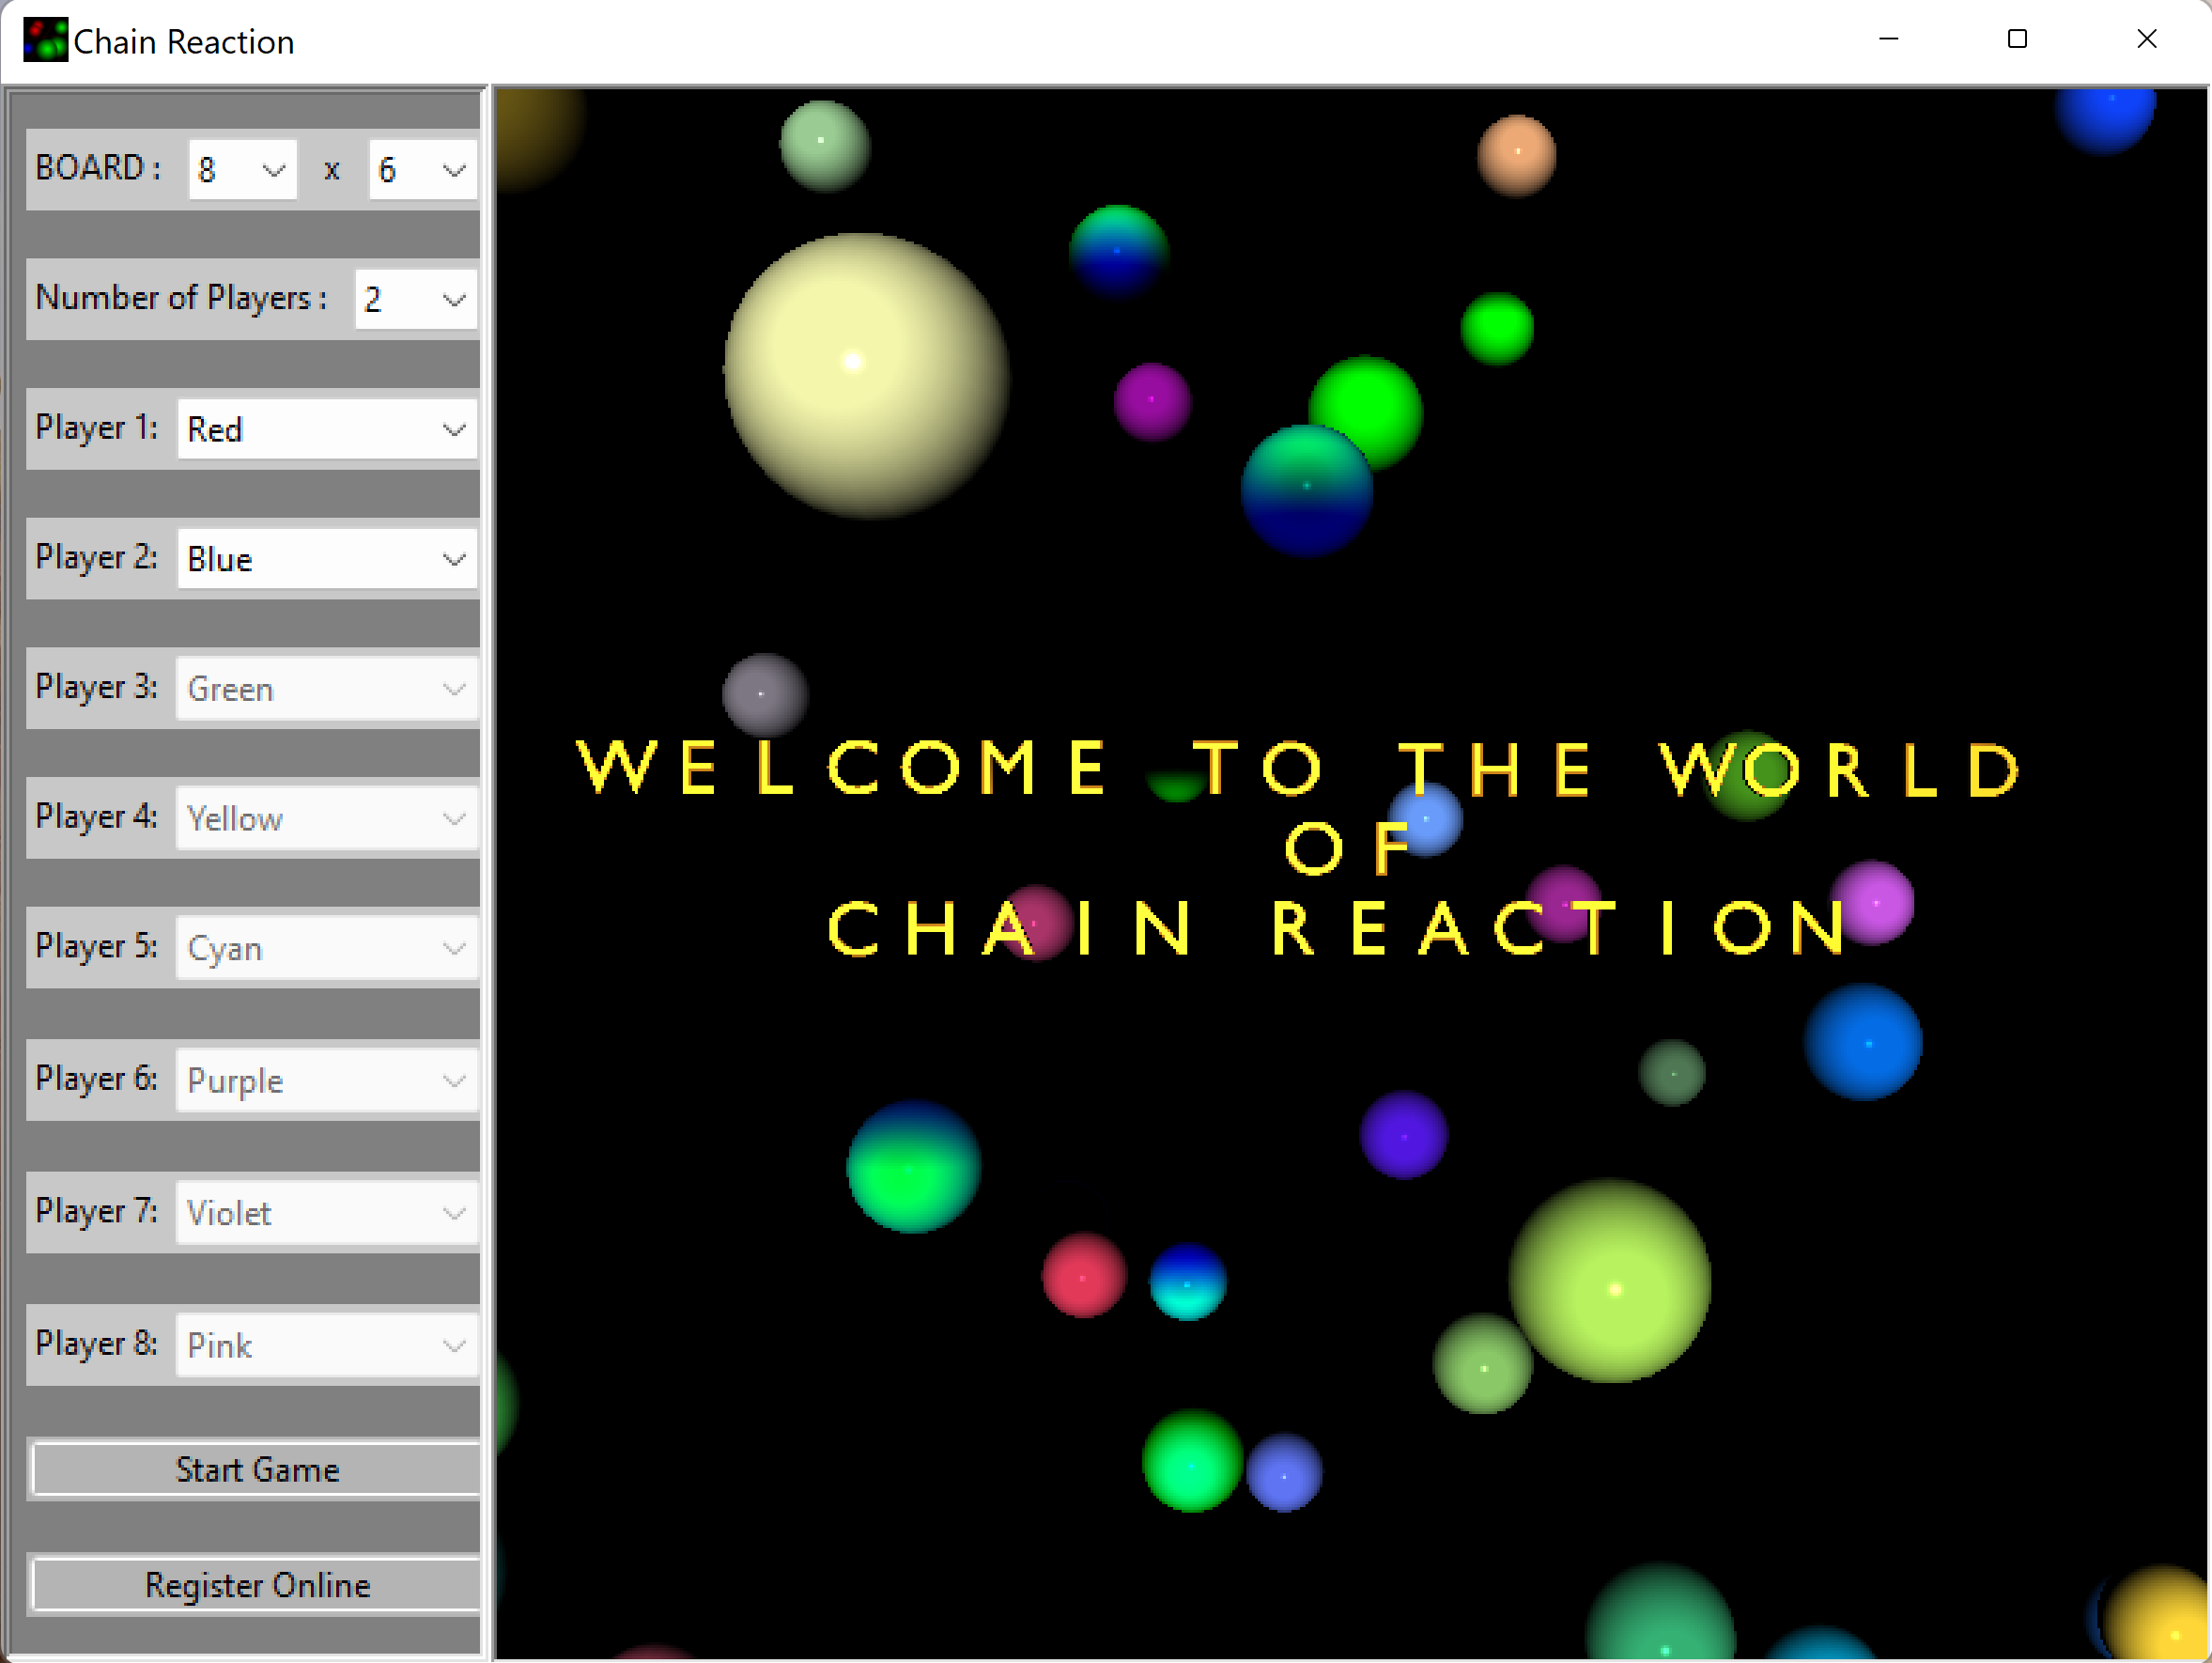 Chain Reaction
BOARD : 8 x 6
Number of Players : 2
Player 1: Red
Player 2: Blue
Player 3: Green
Player 4: Yellow
Player 5: Cyan
Player 6: Purple
Player 7: Violet
Player 8: Pink
Start Game
Register Online
WELCOME TO THE WORLD
OF
CHAIN REACTION